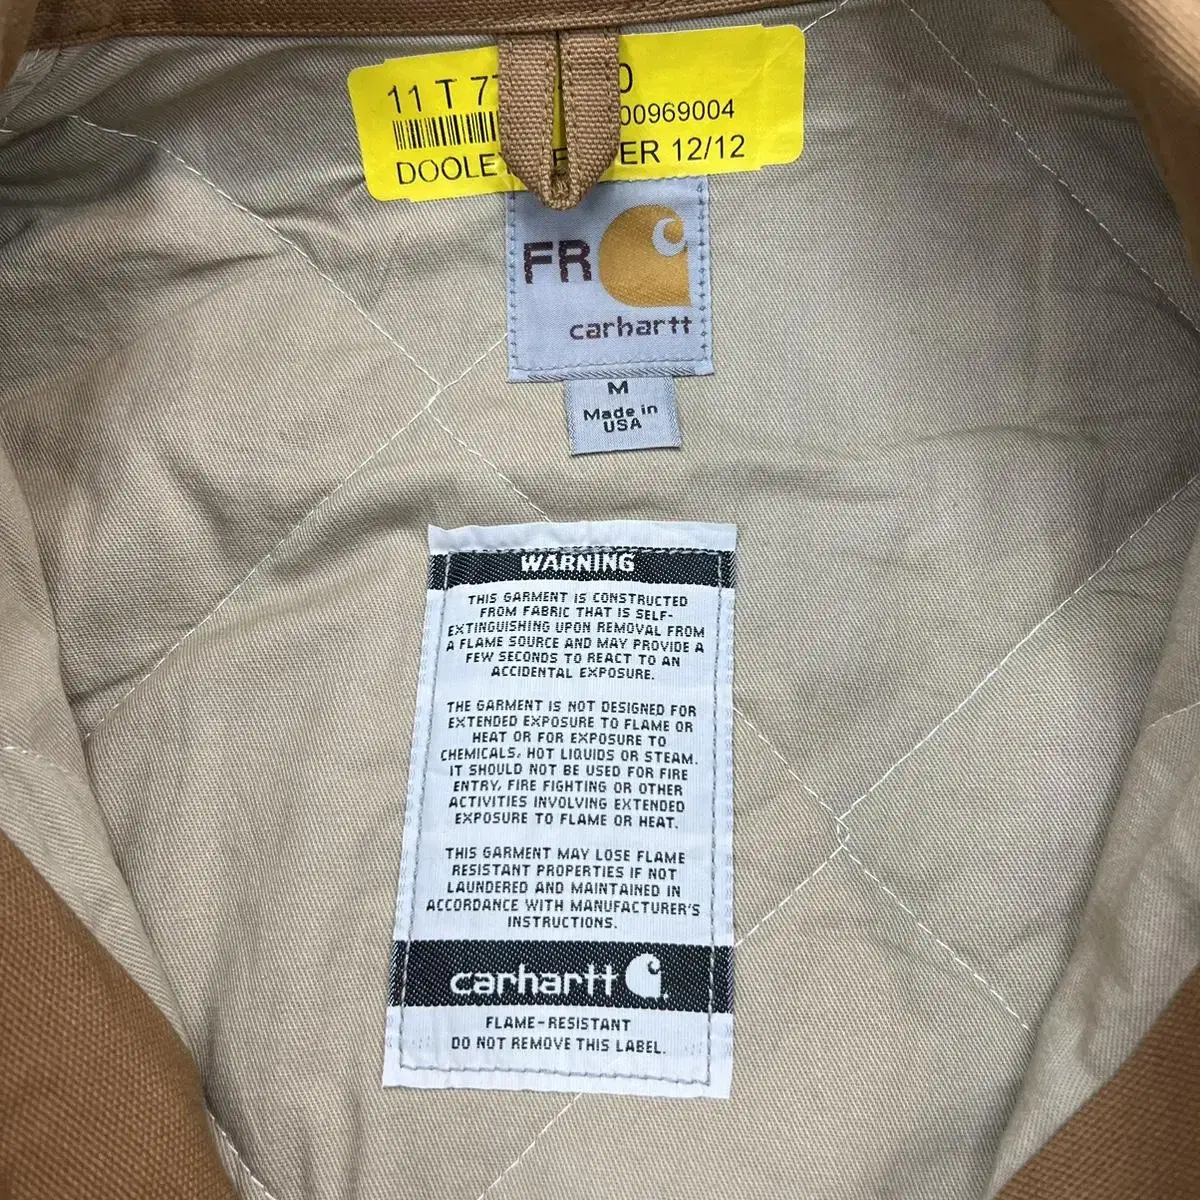 11 T 77 0
00969004
DOOLEY ER 12/12
FR
carhartt
M
Made in
USA
WARNING
THIS GARMENT IS CONSTRUCTED
FROM FABRIC THAT IS SELF-
EXTINGUISHING UPON REMOVAL FROM
A FLAME SOURCE AND MAY PROVIDE A
FEW SECONDS TO REACT TO AN
ACCIDENTAL EXPOSURE.
THE GARMENT IS NOT DESIGNED FOR
EXTENDED EXPOSURE TO FLAME OR
HEAT OR FOR EXPOSURE TO
CHEMICALS, HOT LIQUIDS OR STEAM.
IT SHOULD NOT BE USED FOR FIRE
ENTRY, FIRE FIGHTING OR OTHER
ACTIVITIES INVOLVING EXTENDED
EXPOSURE TO FLAME OR HEAT.
THIS GARMENT MAY LOSE FLAME
RESISTANT PROPERTIES IF NOT
LAUNDERED AND MAINTAINED IN
ACCORDANCE WITH MANUFACTURER'S
INSTRUCTIONS.
carhartt
FLAME-RESISTANT
DO NOT REMOVE THIS LABEL.